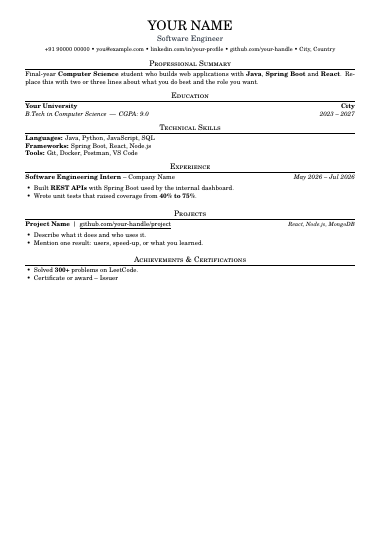 YOUR NAME
Software Engineer
+91 90000 00000 • you@example.com • linkedin.com/in/your-profile • github.com/your-handle • City, Country
Professional Summary
Final-year Computer Science student who builds web applications with Java, Spring Boot and React. Re-
place this with two or three lines about what you do best and the role you want.
Education
Your University City
B.Tech in Computer Science — CGPA: 9.0 2023 – 2027
Technical Skills
Languages: Java, Python, JavaScript, SQL
Frameworks: Spring Boot, React, Node.js
Tools: Git, Docker, Postman, VS Code
Experience
Software Engineering Intern – Company Name May 2026 – Jul 2026
• Built REST APIs with Spring Boot used by the internal dashboard.
• Wrote unit tests that raised coverage from 40% to 75%.
Projects
Project Name | github.com/your-handle/project React, Node.js, MongoDB
• Describe what it does and who uses it.
• Mention one result: users, speed-up, or what you learned.
Achievements & Certifications
• Solved 300+ problems on LeetCode.
• Certificate or award – Issuer